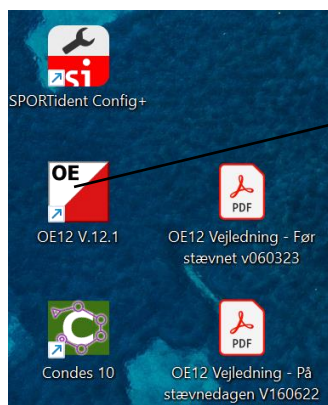 si
SPORTident Config+
OE
OE12 V.12.1
PDF
OE12 Vejledning - Før
stævnet v060323
C
Condes 10
PDF
OE12 Vejledning - På
stævnedagen V160622